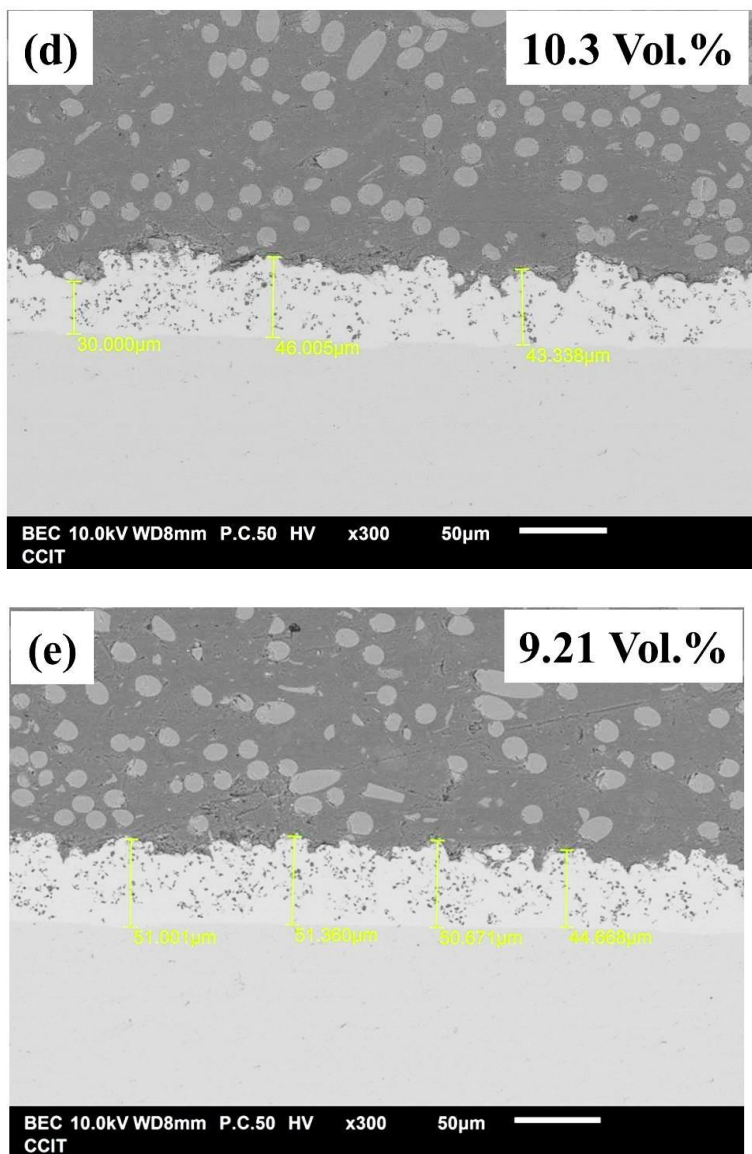 (d) 10.3 Vol.%
30.000µm 46.005µm 43.338µm
BEC 10.0kV WD8mm P.C.50 HV x300 50µm
CCIT
(e) 9.21 Vol.%
51.001µm 51.360µm 50.671µm 44.668µm
BEC 10.0kV WD8mm P.C.50 HV x300 50µm
CCIT